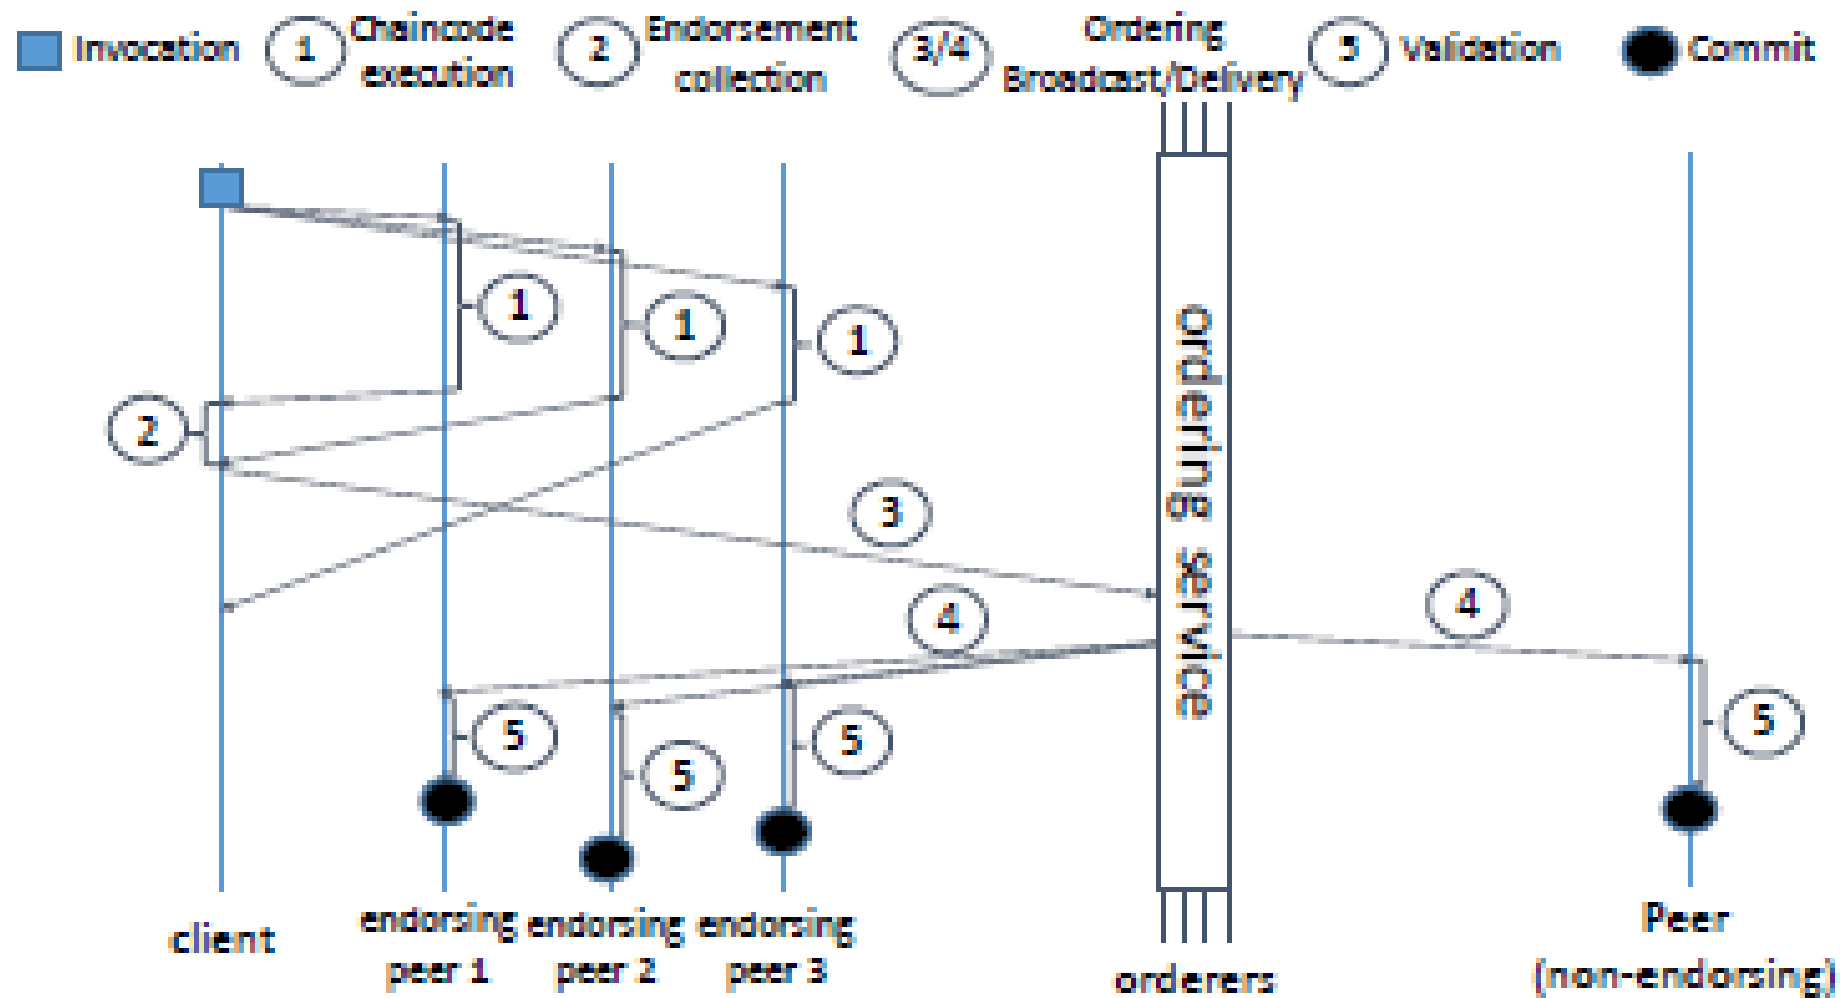 Invocation
1
Chaincode
execution
2
Endorsement
collection
3/4
Ordering
Broadcast/Delivery
5
Validation
Commit
1
1
1
2
3
4
4
5
5
5
5
ordering service
client
endorsing
peer 1
endorsing
peer 2
endorsing
peer 3
orderers
Peer
(non-endorsing)